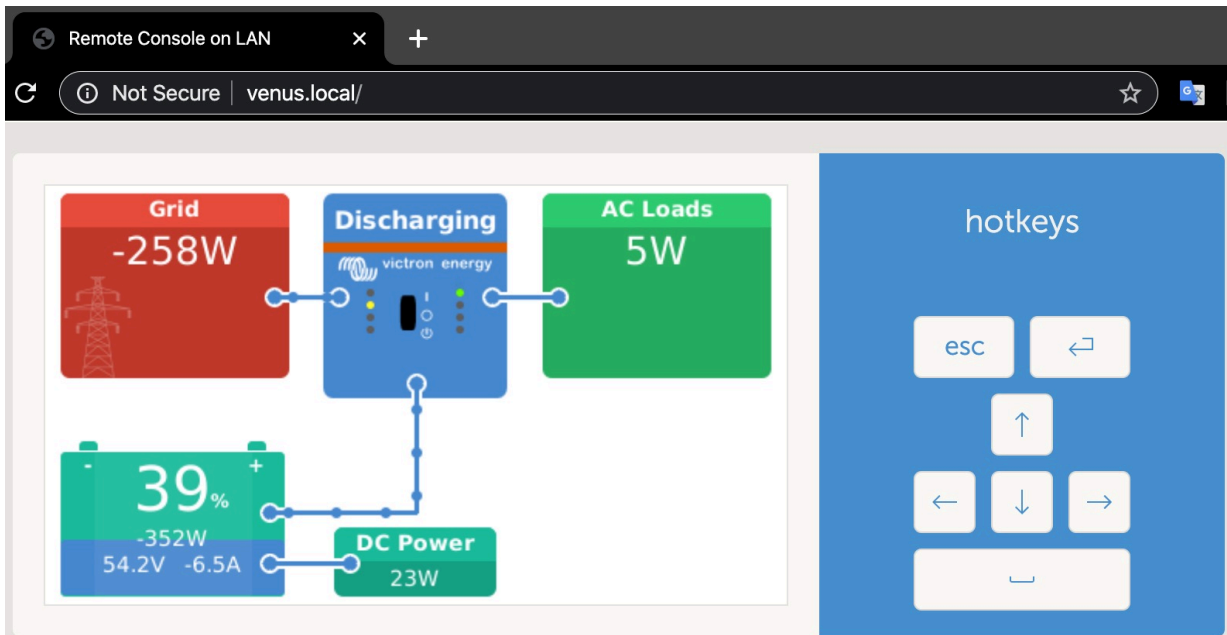 Remote Console on LAN
Not Secure venus.local/
Grid
-258W
Discharging
victron energy
AC Loads
5W
39%
-352W
54.2V -6.5A
- +
DC Power
23W
hotkeys
esc